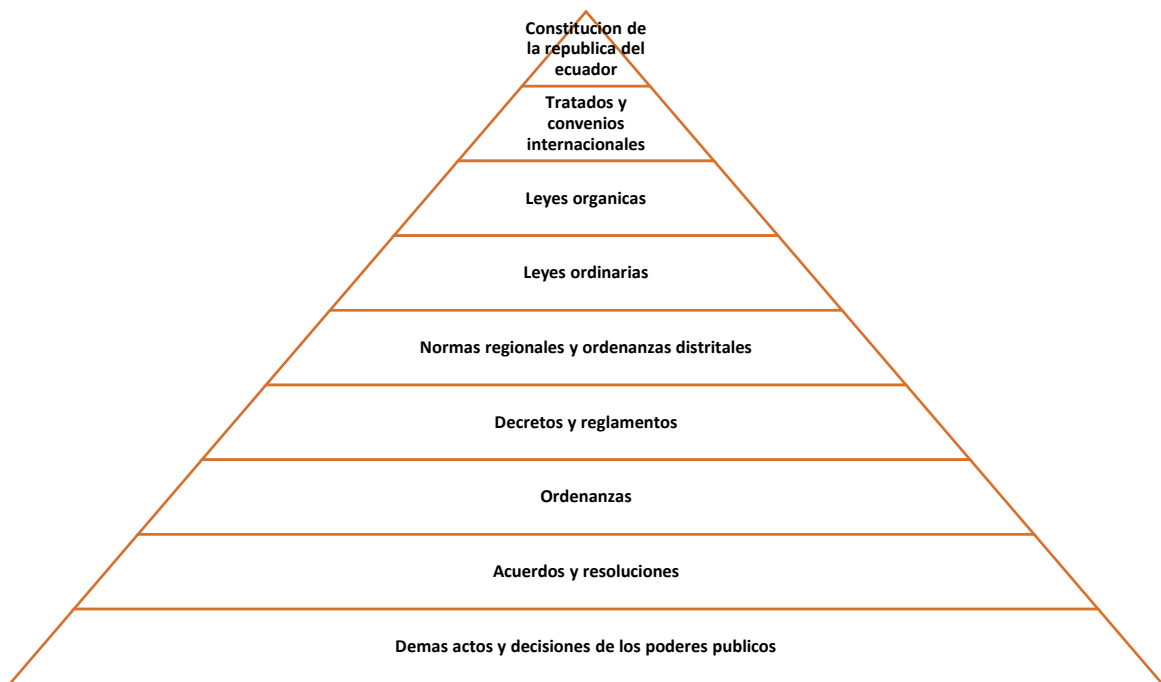 Constitucion de
la republica del
ecuador
Tratados y
convenios
internacionales
Leyes organicas
Leyes ordinarias
Normas regionales y ordenanzas distritales
Decretos y reglamentos
Ordenanzas
Acuerdos y resoluciones
Demas actos y decisiones de los poderes publicos